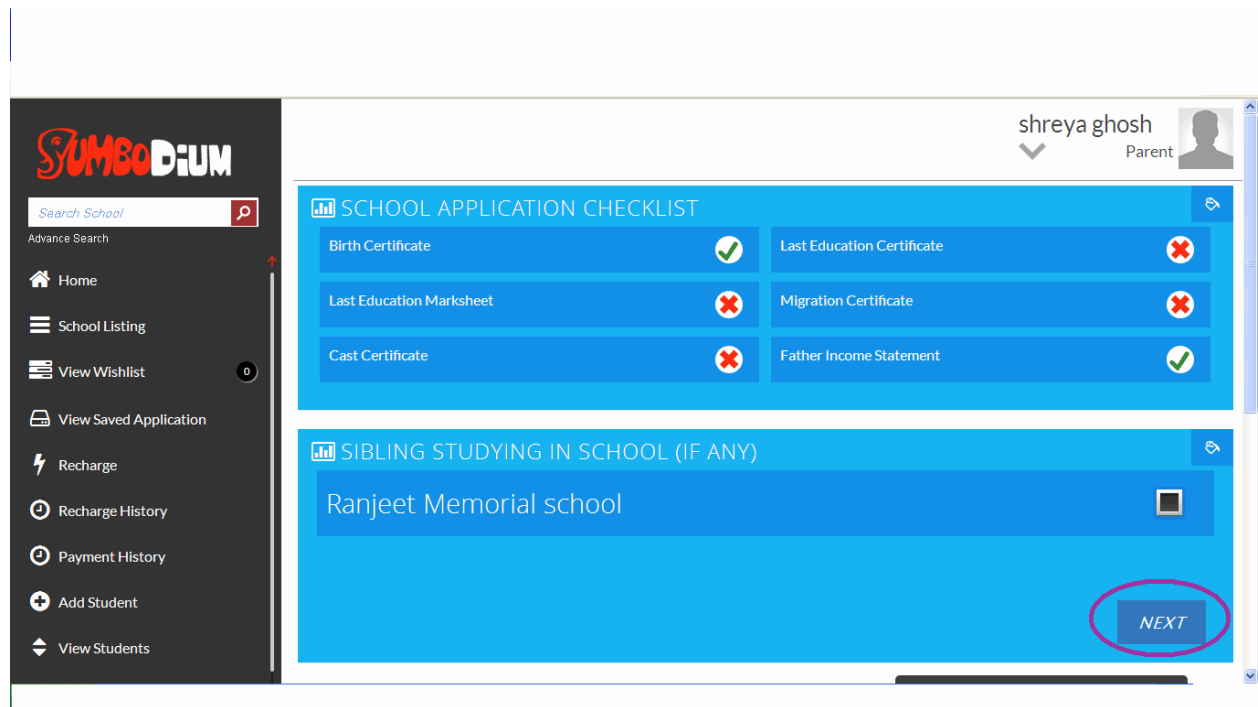 SYUMBODIUM
shreya ghosh
Parent
Search School
Advance Search
Home
School Listing
View Wishlist 0
View Saved Application
Recharge
Recharge History
Payment History
Add Student
View Students
SCHOOL APPLICATION CHECKLIST
Birth Certificate
Last Education Certificate
Last Education Marksheet
Migration Certificate
Cast Certificate
Father Income Statement
SIBLING STUDYING IN SCHOOL (IF ANY)
Ranjeet Memorial school
NEXT